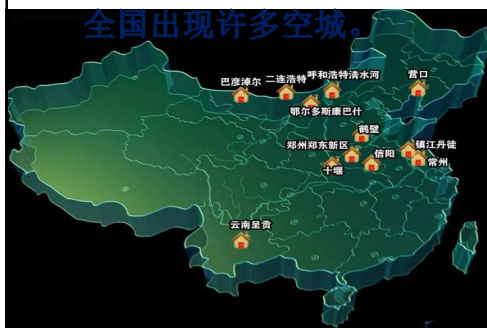 全国出现许多空城。
巴彦淖尔
二连浩特
呼和浩特清水河
营口
鄂尔多斯康巴什
鹤壁
郑州郑东新区
信阳
镇江丹徒
常州
十堰
云南呈贡